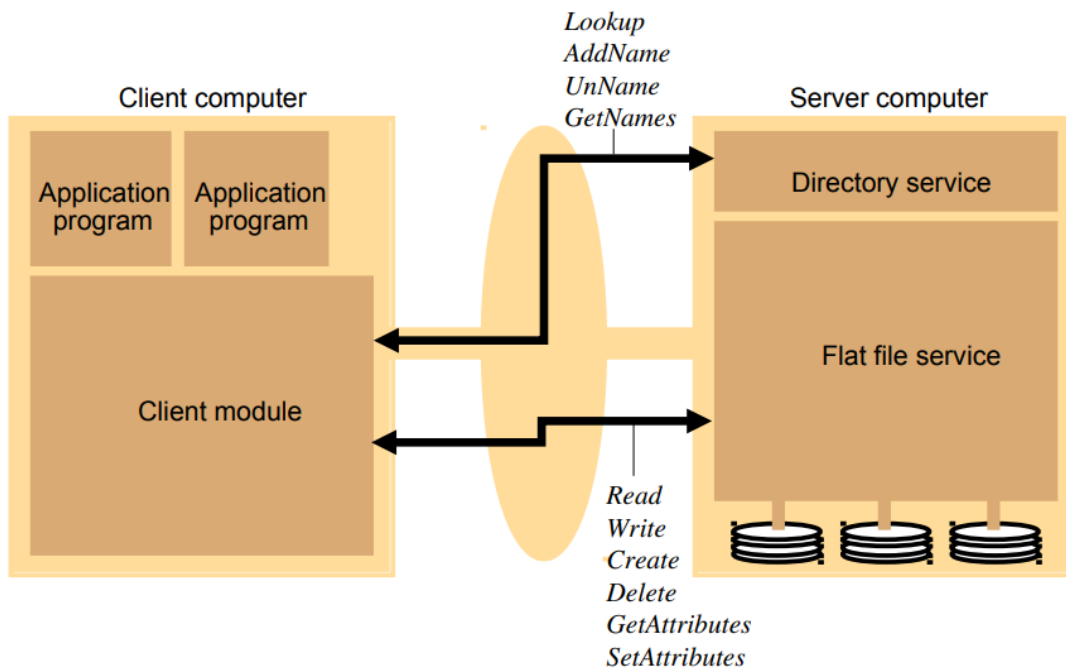 Lookup
AddName
UnName
GetNames
Client computer
Server computer
Application
program
Application
program
Directory service
Client module
Flat file service
Read
Write
Create
Delete
GetAttributes
SetAttributes